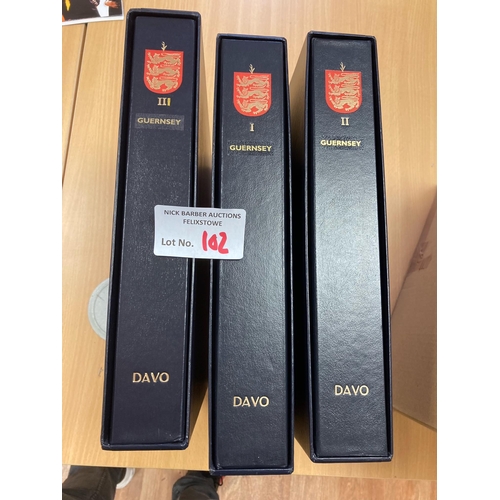 III
GUERNSEY
NICK BARBER AUCTIONS
FELIXSTOWE
Lot No. 102
DAVO
I
GUERNSEY
DAVO
II
GUERNSEY
DAVO